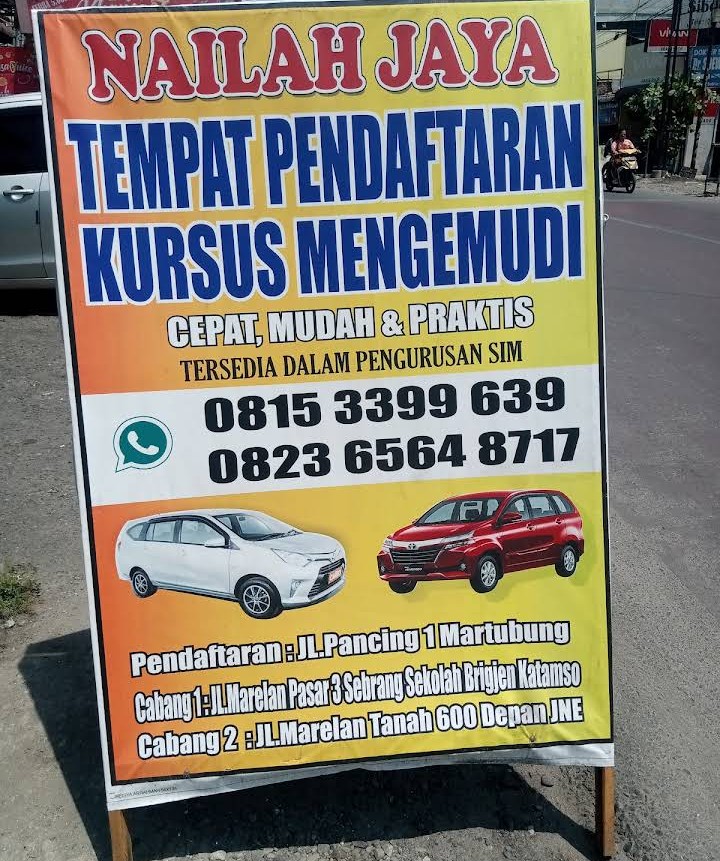 NAILAH JAYA
TEMPAT PENDAFTARAN
KURSUS MENGEMUDI
CEPAT, MUDAH & PRAKTIS
TERSEDIA DALAM PENGURUSAN SIM
0815 3399 639
0823 6564 8717
Pendaftaran : JL.Pancing 1 Martubung
Cabang 1 : JL.Marelan Pasar 3 Sebrang Sekolah Brigjen Katamso
Cabang 2 : JL.Marelan Tanah 600 Depan JNE